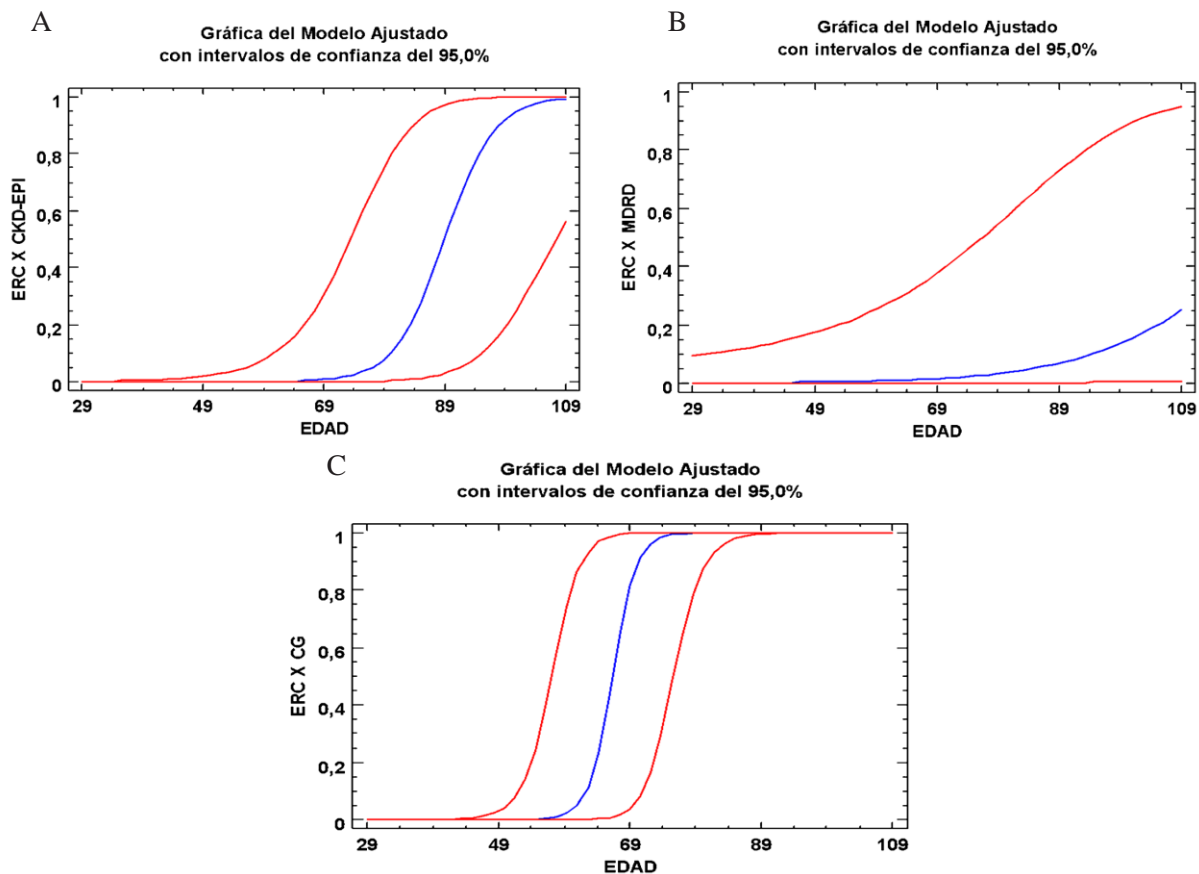 A
Gráfica del Modelo Ajustado
con intervalos de confianza del 95,0%
ERC X CKD-EPI
1
0,8
0,6
0,4
0,2
0
29 49 69 89 109
EDAD
B
Gráfica del Modelo Ajustado
con intervalos de confianza del 95,0%
ERC X MDRD
1
0,8
0,6
0,4
0,2
0
29 49 69 89 109
EDAD
C
Gráfica del Modelo Ajustado
con intervalos de confianza del 95,0%
ERC X CG
1
0,8
0,6
0,4
0,2
0
29 49 69 89 109
EDAD